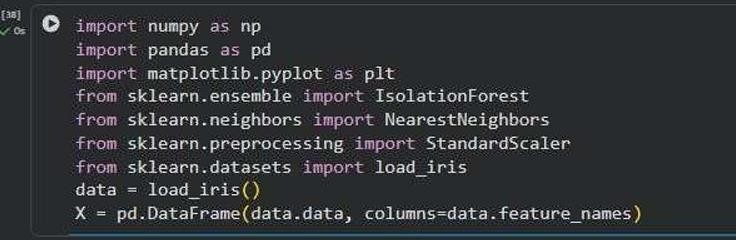 [38]
0s
import numpy as np
import pandas as pd
import matplotlib.pyplot as plt
from sklearn.ensemble import IsolationForest
from sklearn.neighbors import NearestNeighbors
from sklearn.preprocessing import StandardScaler
from sklearn.datasets import load_iris
data = load_iris()
X = pd.DataFrame(data.data, columns=data.feature_names)